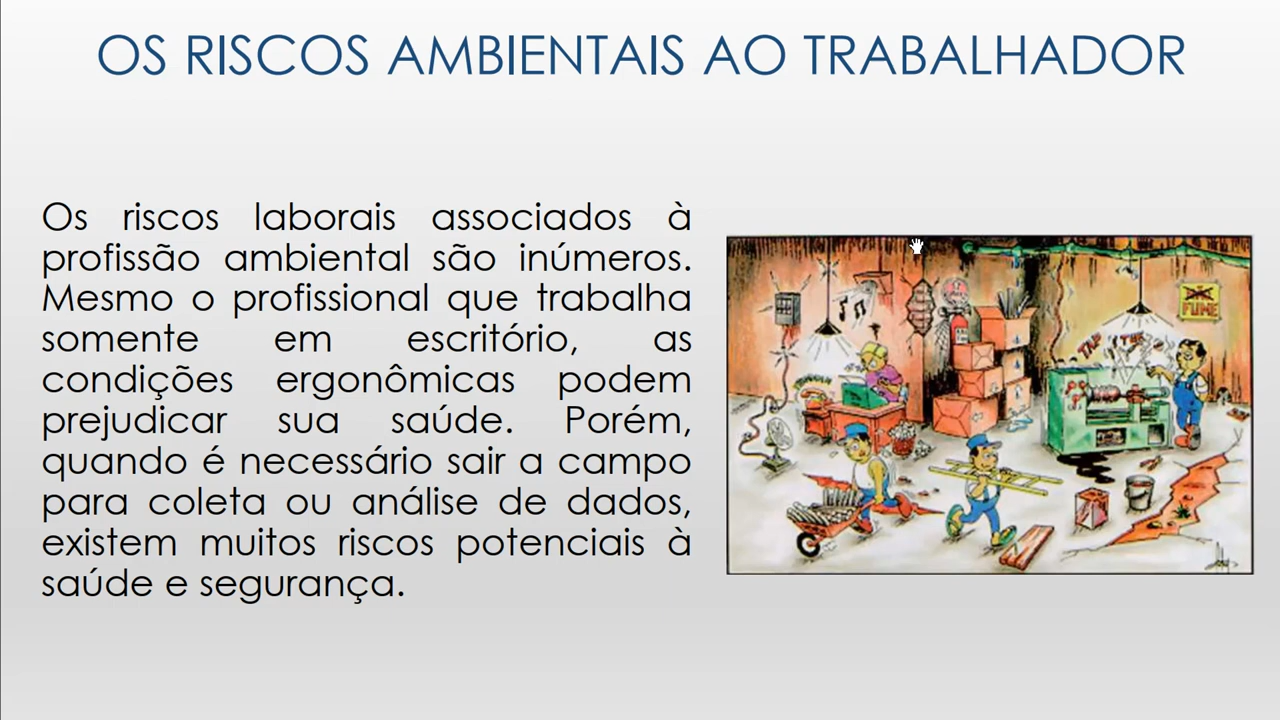 OS RISCOS AMBIENTAIS AO TRABALHADOR
Os riscos laborais associados à
profissão ambiental são inúmeros.
Mesmo o profissional que trabalha
somente em escritório, as
condições ergonômicas podem
prejudicar sua saúde. Porém,
quando é necessário sair a campo
para coleta ou análise de dados,
existem muitos riscos potenciais à
saúde e segurança.
FUME